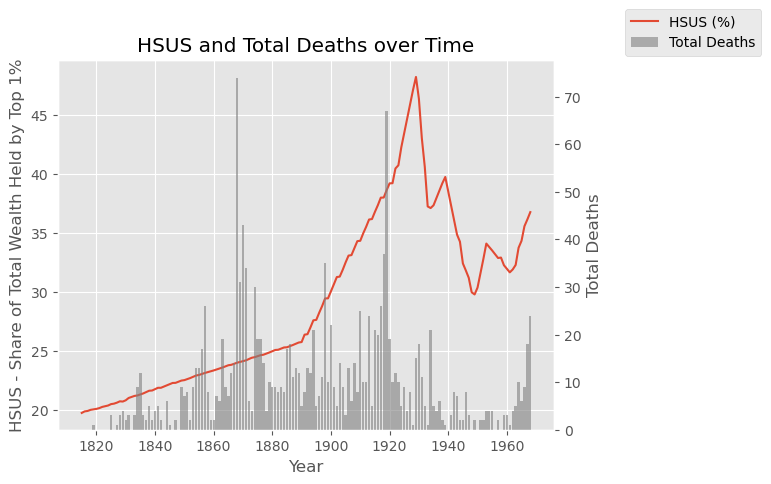 HSUS (%)
Total Deaths
HSUS and Total Deaths over Time
HSUS - Share of Total Wealth Held by Top 1%
45
40
35
30
25
20
70
60
50
40
30
20
10
0
Total Deaths
1820 1840 1860 1880 1900 1920 1940 1960
Year